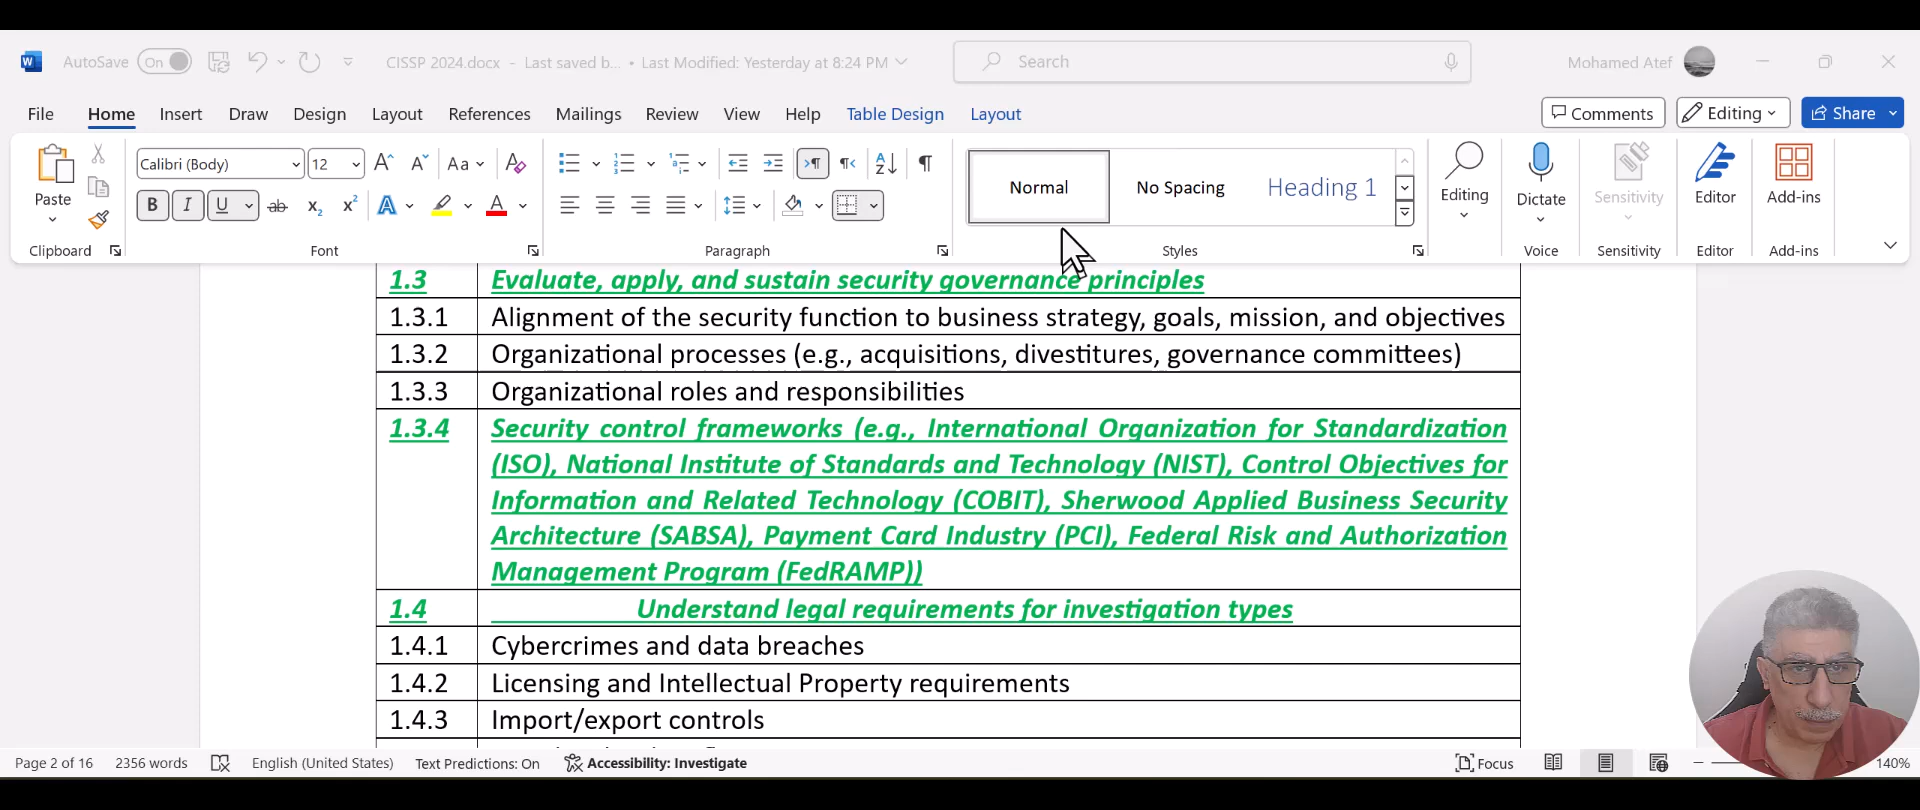 AutoSave On CISSP 2024.docx - Last saved b... • Last Modified: Yesterday at 8:24 PM Search Mohamed Atef
File Home Insert Draw Design Layout References Mailings Review View Help Table Design Layout Comments Editing Share
Calibri (Body) 12 Aa
Paste B I U ab x₂ x² A A Normal No Spacing Heading 1 Editing Dictate Sensitivity Editor Add-ins
Clipboard Font Paragraph Styles Voice Sensitivity Editor Add-ins
1.3 Evaluate, apply, and sustain security governance principles
1.3.1 Alignment of the security function to business strategy, goals, mission, and objectives
1.3.2 Organizational processes (e.g., acquisitions, divestitures, governance committees)
1.3.3 Organizational roles and responsibilities
1.3.4 Security control frameworks (e.g., International Organization for Standardization
(ISO), National Institute of Standards and Technology (NIST), Control Objectives for
Information and Related Technology (COBIT), Sherwood Applied Business Security
Architecture (SABSA), Payment Card Industry (PCI), Federal Risk and Authorization
Management Program (FedRAMP))
1.4 Understand legal requirements for investigation types
1.4.1 Cybercrimes and data breaches
1.4.2 Licensing and Intellectual Property requirements
1.4.3 Import/export controls
Page 2 of 16 2356 words English (United States) Text Predictions: On Accessibility: Investigate Focus 140%